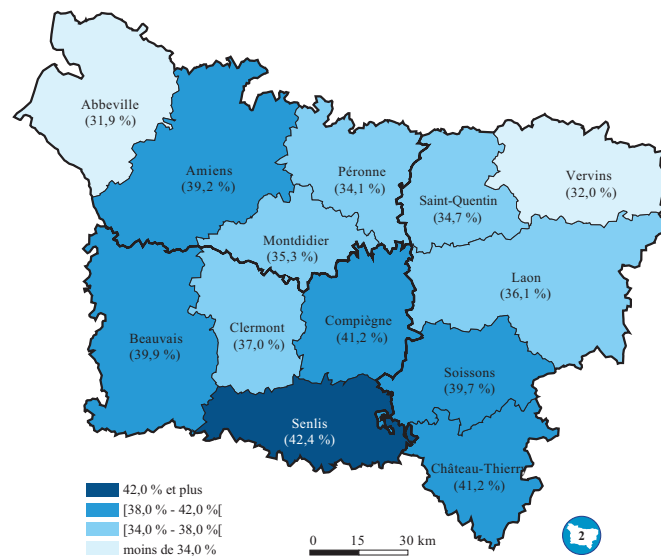 Abbeville
(31,9 %)
Amiens
(39,2 %)
Péronne
(34,1 %)
Saint-Quentin
(34,7 %)
Vervins
(32,0 %)
Montdidier
(35,3 %)
Laon
(36,1 %)
Beauvais
(39,9 %)
Clermont
(37,0 %)
Compiègne
(41,2 %)
Soissons
(39,7 %)
Senlis
(42,4 %)
Château-Thierry
(41,2 %)
42,0 % et plus
[38,0 % - 42,0 %[
[34,0 % - 38,0 %[
moins de 34,0 %
0 15 30 km
2